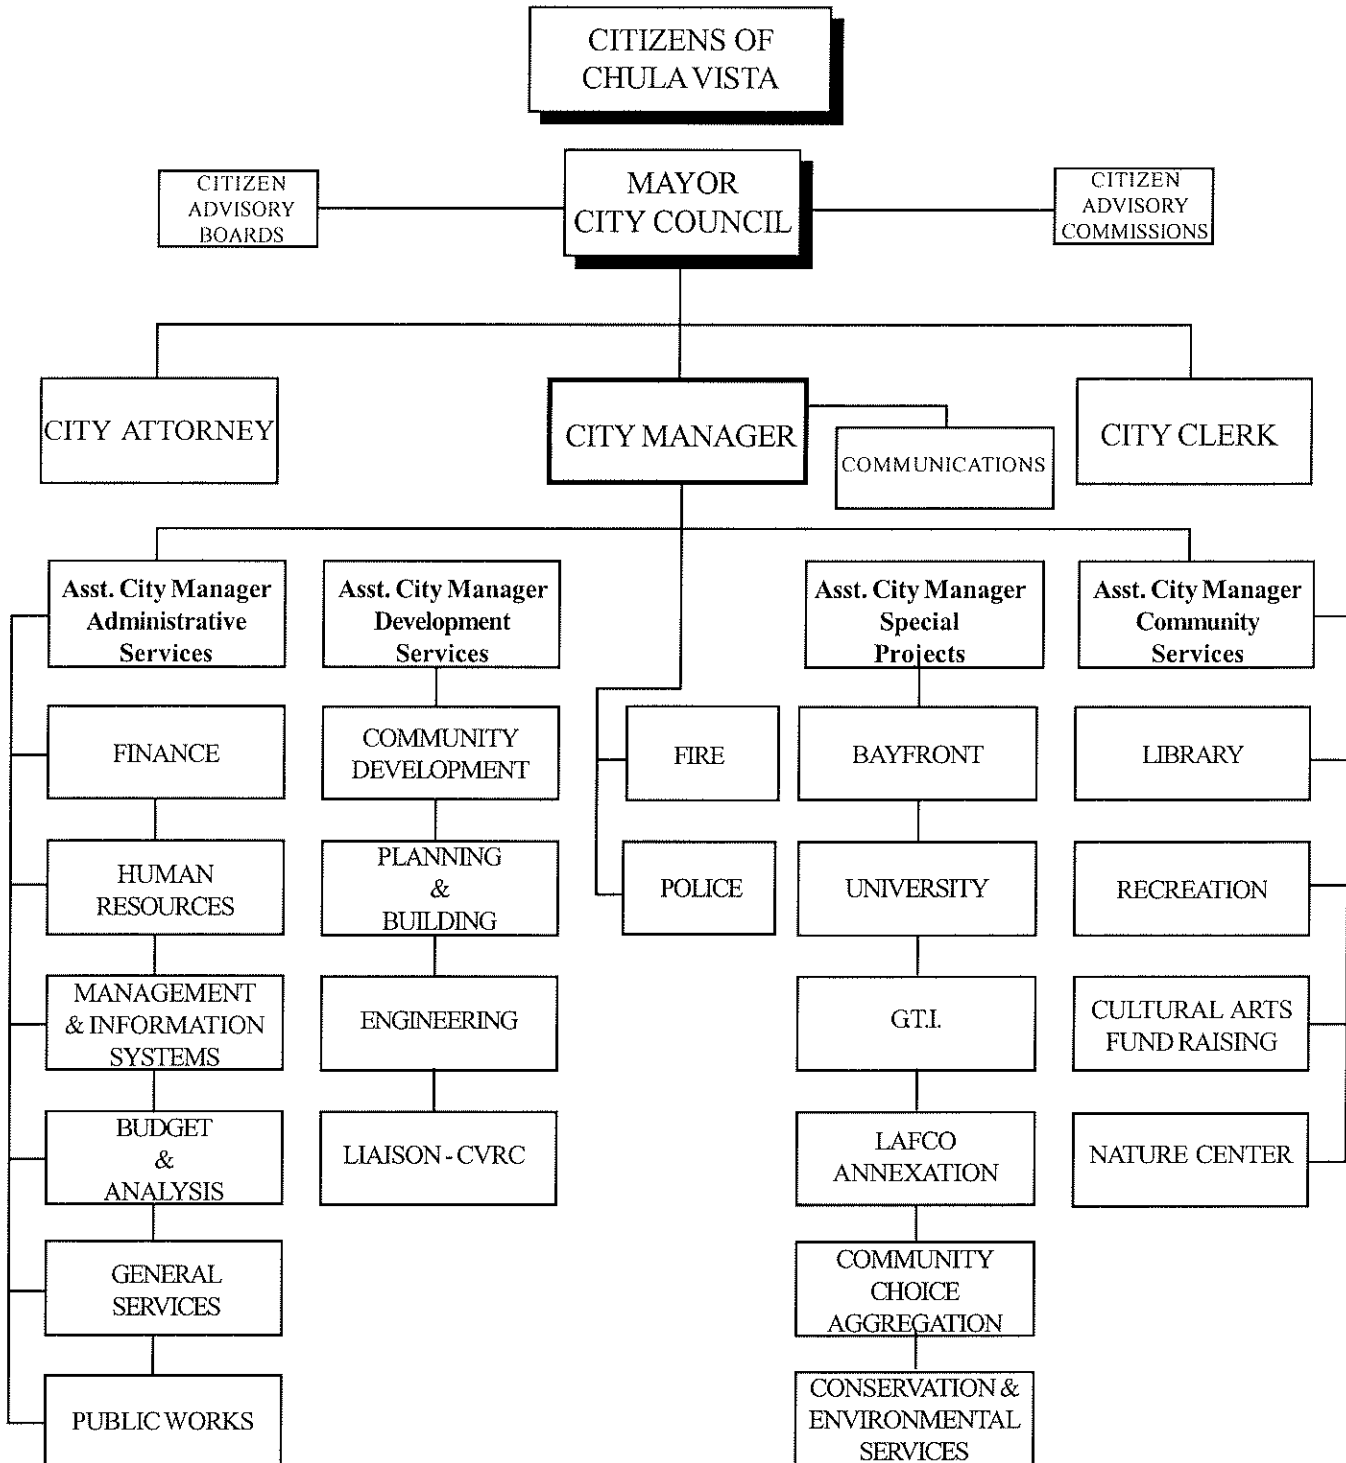 CITIZENS OF
CHULA VISTA
CITIZEN
ADVISORY
BOARDS
MAYOR
CITY COUNCIL
CITIZEN
ADVISORY
COMMISSIONS
CITY ATTORNEY
CITY MANAGER
COMMUNICATIONS
CITY CLERK
Asst. City Manager
Administrative
Services
Asst. City Manager
Development
Services
Asst. City Manager
Special
Projects
Asst. City Manager
Community
Services
FINANCE
COMMUNITY
DEVELOPMENT
FIRE
BAYFRONT
LIBRARY
HUMAN
RESOURCES
PLANNING
&
BUILDING
POLICE
UNIVERSITY
RECREATION
MANAGEMENT
& INFORMATION
SYSTEMS
ENGINEERING
G.T.I.
CULTURAL ARTS
FUND RAISING
BUDGET
&
ANALYSIS
LIAISON - CVRC
LAFCO
ANNEXATION
NATURE CENTER
GENERAL
SERVICES
COMMUNITY
CHOICE
AGGREGATION
PUBLIC WORKS
CONSERVATION &
ENVIRONMENTAL
SERVICES